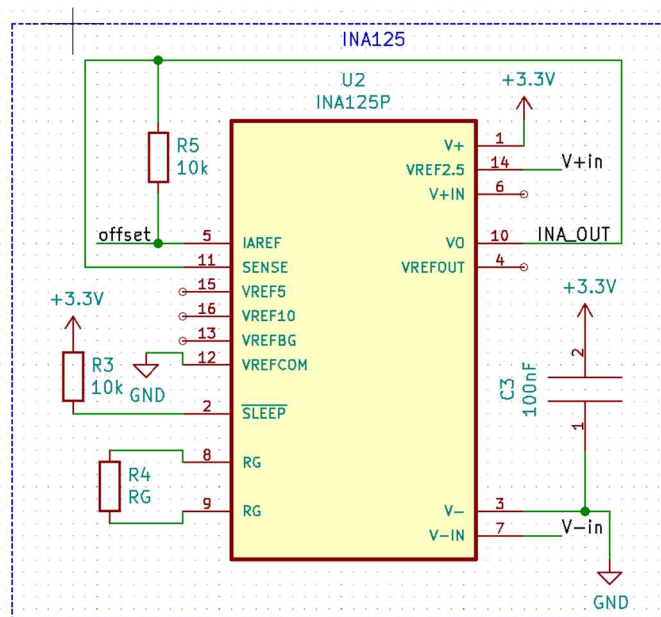 INA125
U2
INA125P
+3.3V
V+
1
VREF2.5
14
V+in
V+IN
6
R5
10k
offset
5
IAREF
VO
10
INA_OUT
11
SENSE
VREFOUT
4
15
VREF5
+3.3V
+3.3V
16
VREF10
13
VREFBG
12
VREFCOM
R3
10k
GND
2
C3
100nF
1
2
SLEEP
8
RG
R4
RG
9
RG
V-
3
V-IN
7
V-in
GND